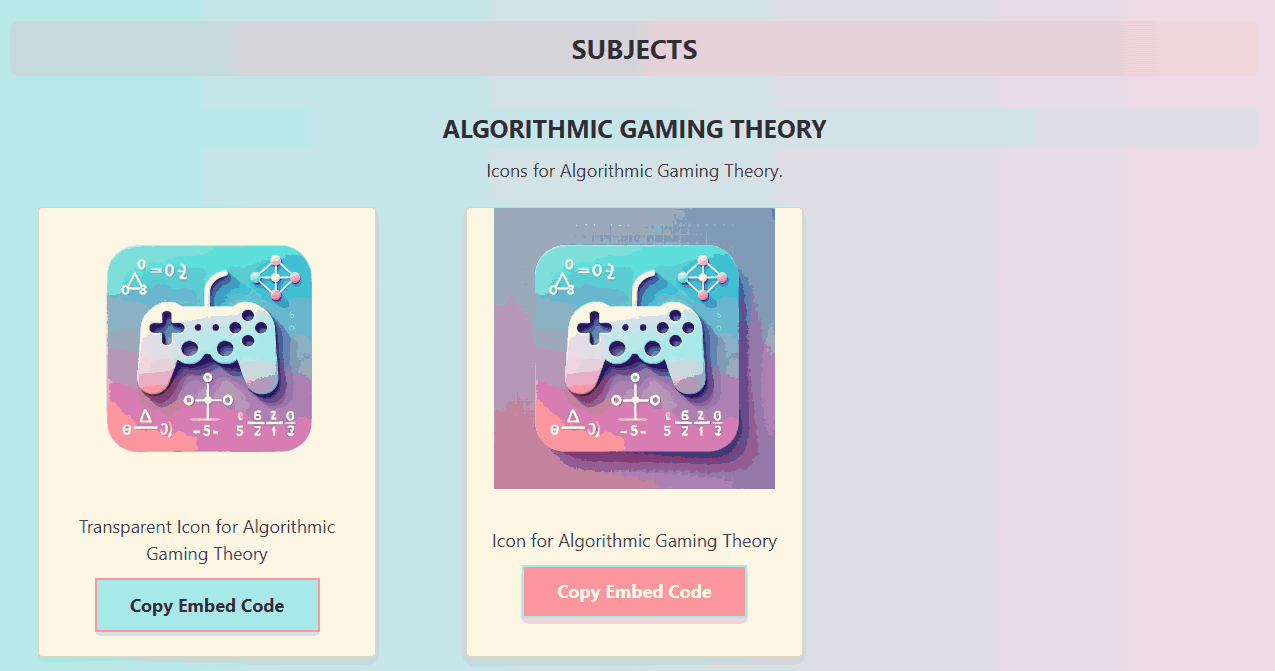 SUBJECTS
ALGORITHMIC GAMING THEORY
Icons for Algorithmic Gaming Theory.
Transparent Icon for Algorithmic
Gaming Theory
Copy Embed Code
Icon for Algorithmic Gaming Theory
Copy Embed Code